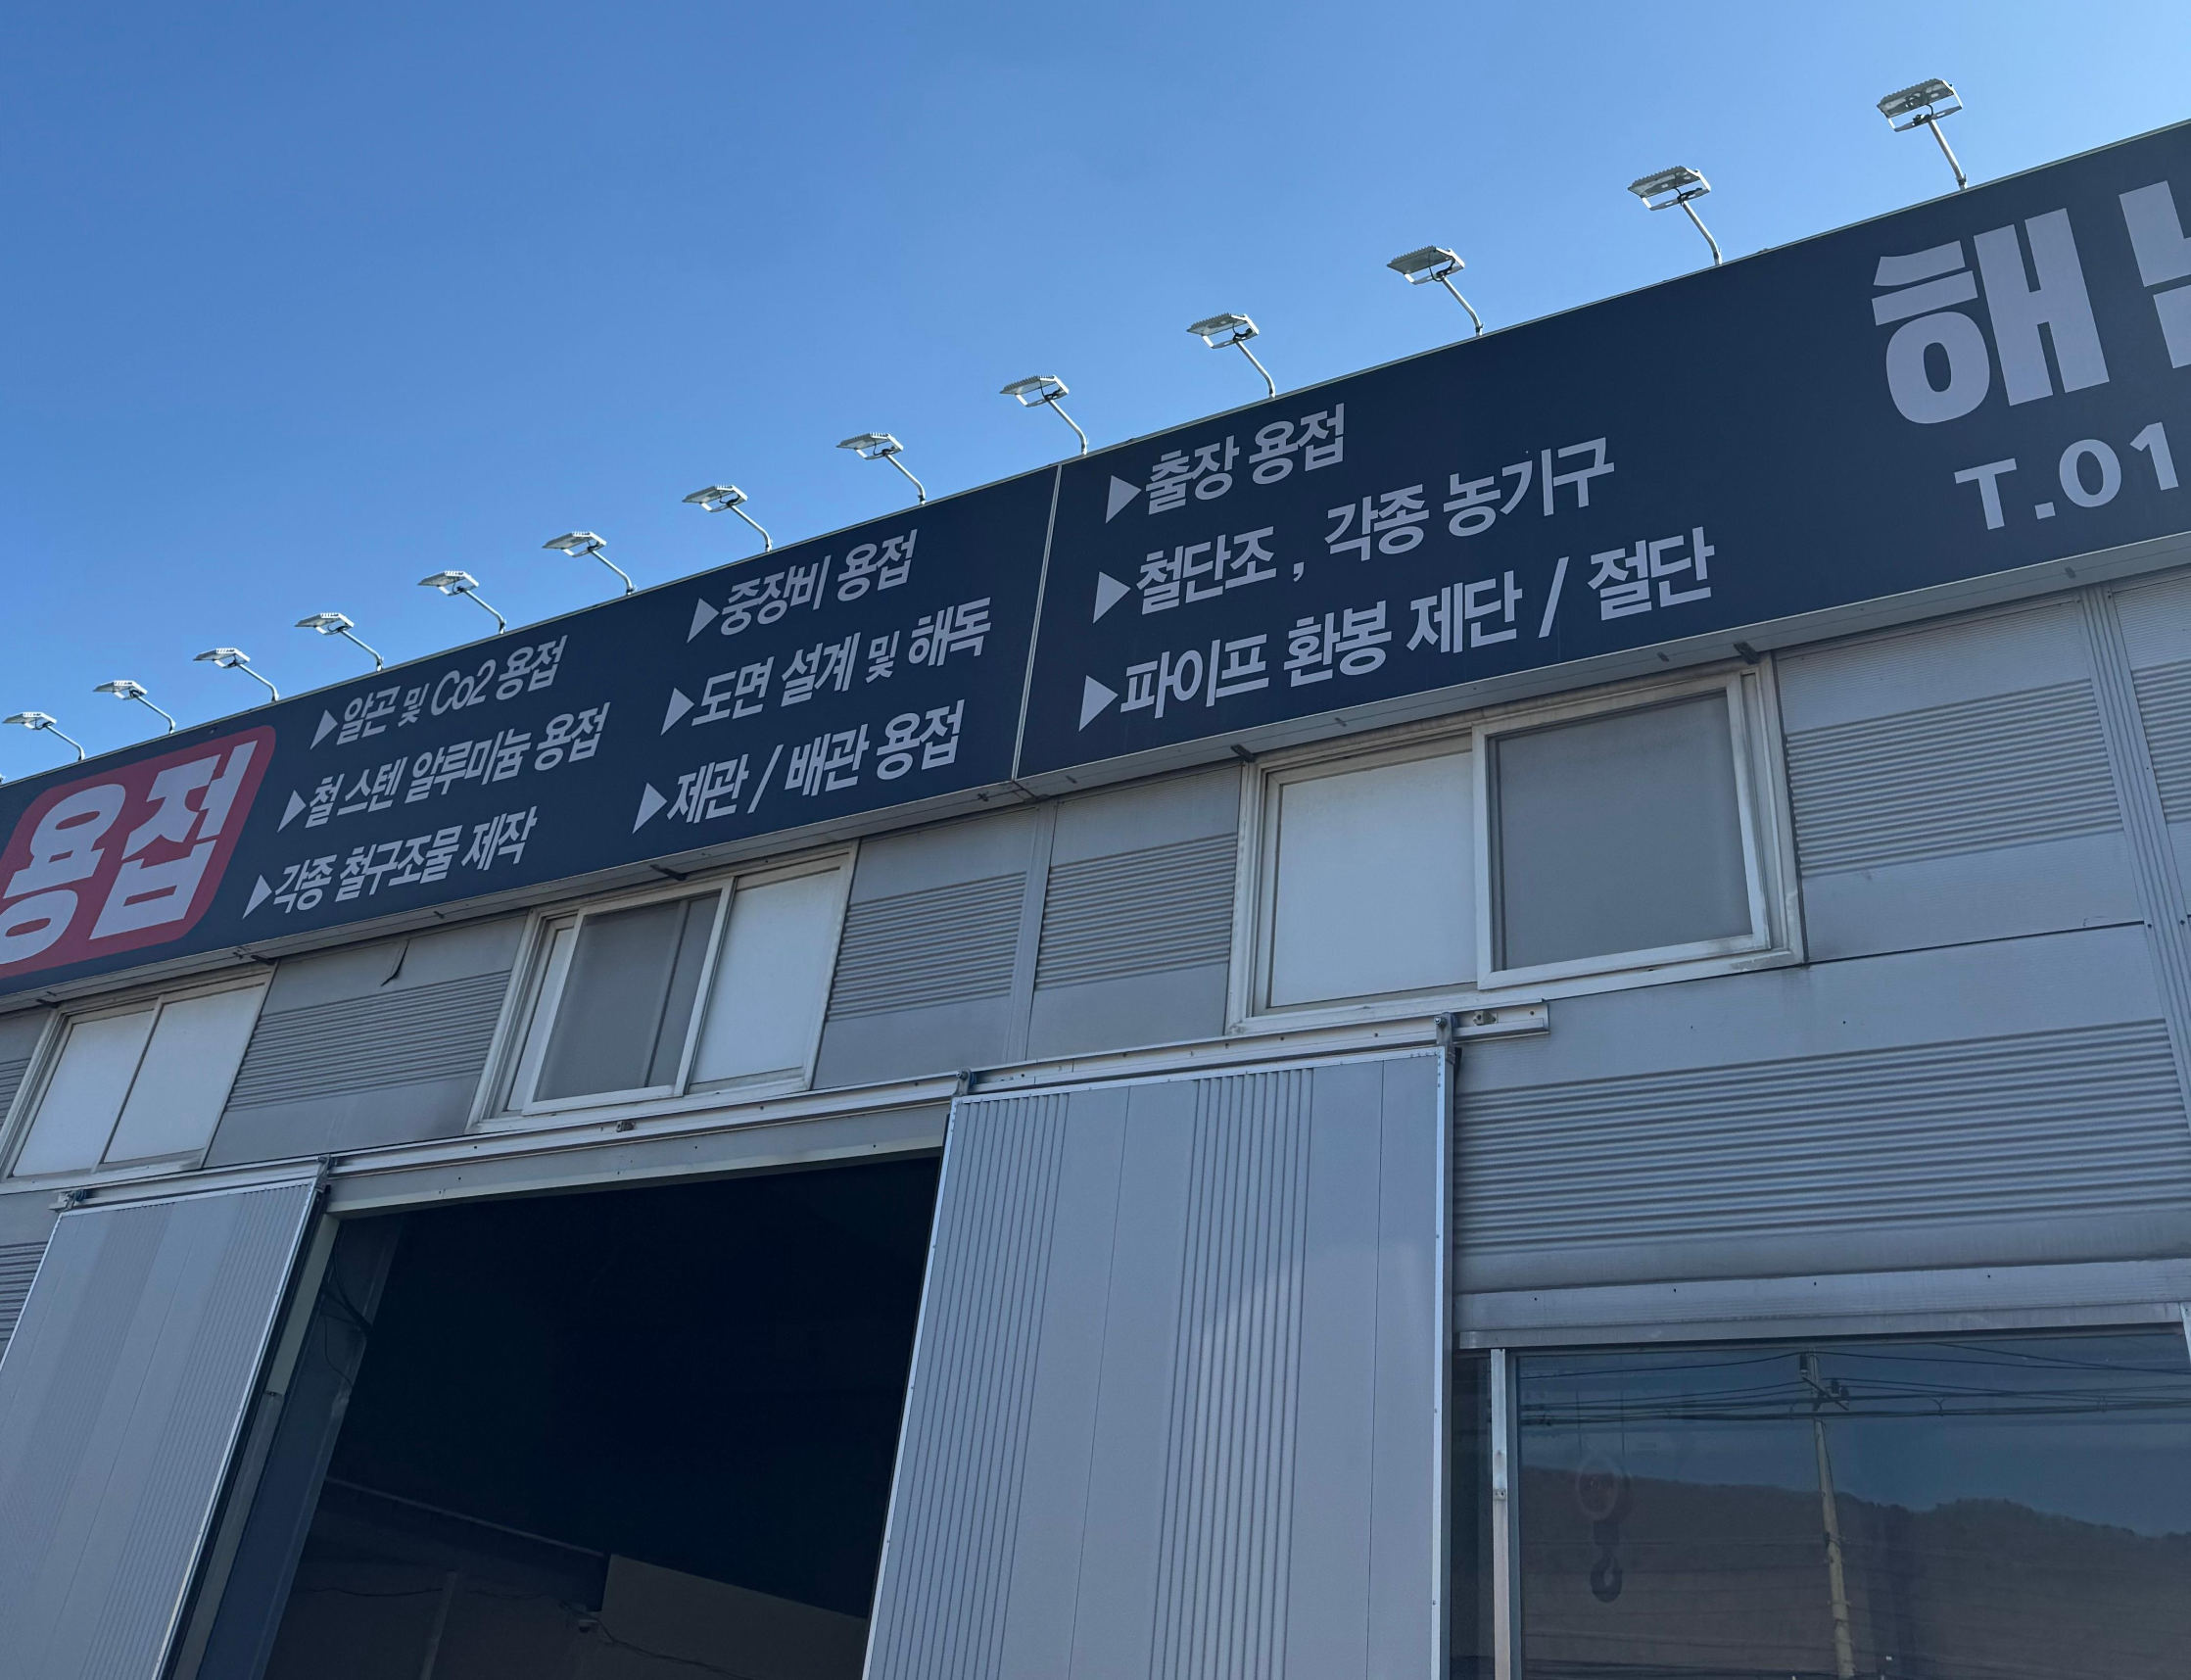 용접
▶알곤 및 Co2 용접
▶철 스텐 알루미늄 용접
▶각종 철구조물 제작
▶중장비 용접
▶도면 설계 및 해독
▶제관 / 배관 용접
▶출장 용접
▶철단조 , 각종 농기구
▶파이프 환봉 제단 / 절단
해
T.01